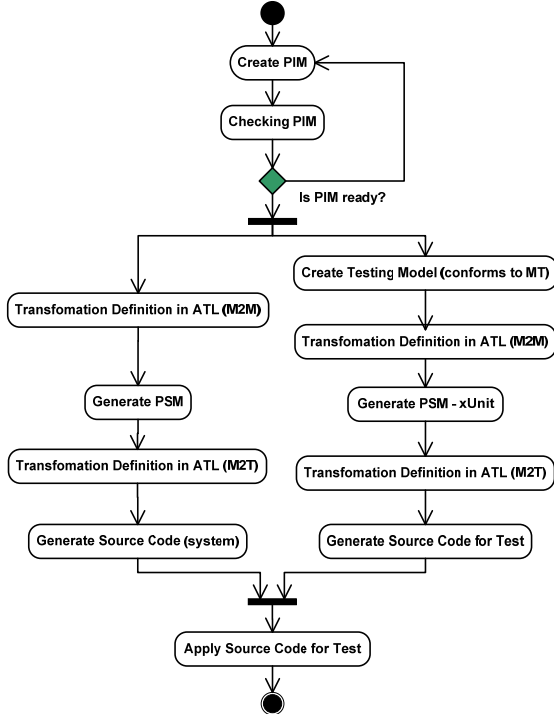 Create PIM
Checking PIM
Is PIM ready?
Create Testing Model (conforms to MT)
Transfomation Definition in ATL (M2M)
Transfomation Definition in ATL (M2M)
Generate PSM
Generate PSM - xUnit
Transfomation Definition in ATL (M2T)
Transfomation Definition in ATL (M2T)
Generate Source Code (system)
Generate Source Code for Test
Apply Source Code for Test